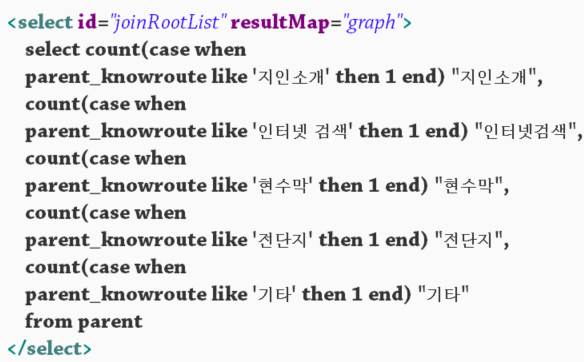 <select id="joinRootList" resultMap="graph">
select count(case when
parent_knowroute like '지인소개' then 1 end) "지인소개",
count(case when
parent_knowroute like '인터넷 검색' then 1 end) "인터넷검색",
count(case when
parent_knowroute like '현수막' then 1 end) "현수막",
count(case when
parent_knowroute like '전단지' then 1 end) "전단지",
count(case when
parent_knowroute like '기타' then 1 end) "기타"
from parent
</select>